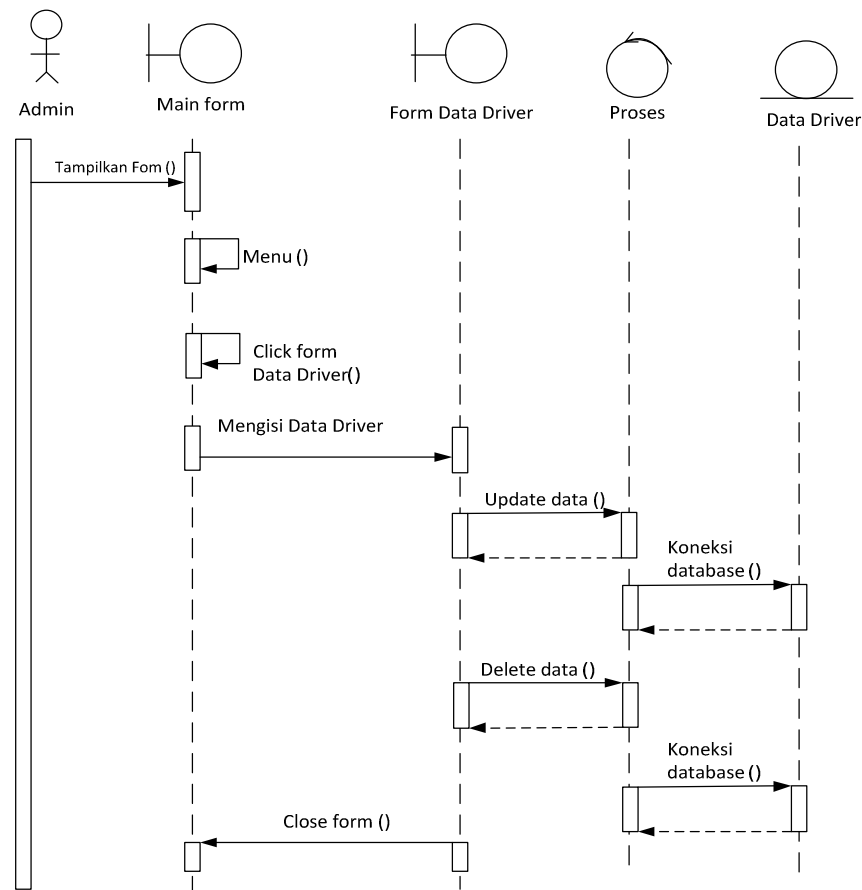 Admin
Main form
Form Data Driver
Proses
Data Driver
Tampilkan Fom ()
Menu ()
Click form
Data Driver()
Mengisi Data Driver
Update data ()
Koneksi
database ()
Delete data ()
Koneksi
database ()
Close form ()